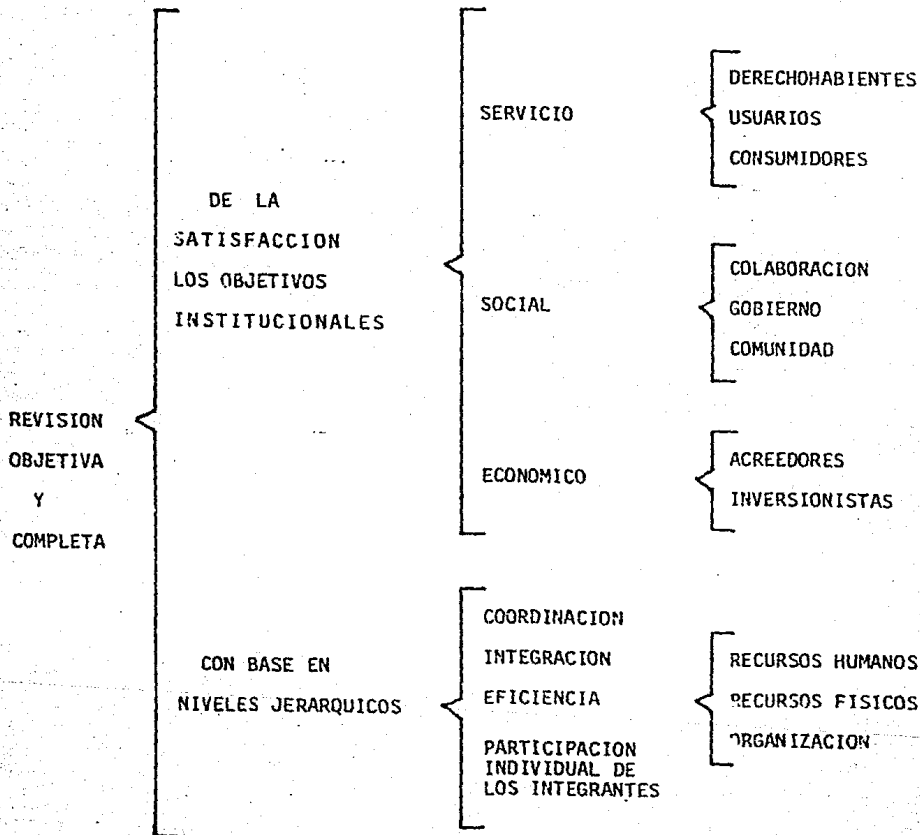 REVISION
OBJETIVA
Y
COMPLETA
DE LA
SATISFACCION
LOS OBJETIVOS
INSTITUCIONALES
SERVICIO
DERECHOHABIENTES
USUARIOS
CONSUMIDORES
SOCIAL
COLABORACION
GOBIERNO
COMUNIDAD
ECONOMICO
ACREEDORES
INVERSIONISTAS
CON BASE EN
NIVELES JERARQUICOS
COORDINACION
INTEGRACION
EFICIENCIA
PARTICIPACION
INDIVIDUAL DE
LOS INTEGRANTES
RECURSOS HUMANOS
RECURSOS FISICOS
ORGANIZACION